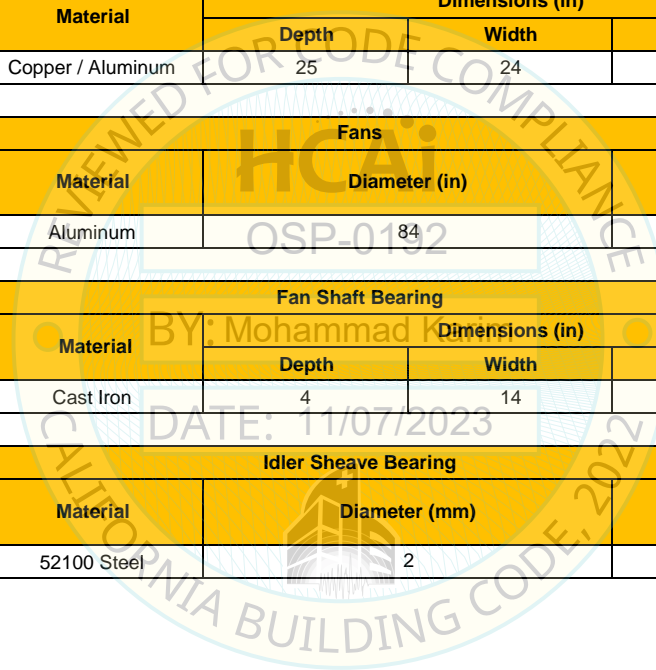 Material
Dimensions (in)
Depth
Width
Copper / Aluminum
25
24
Fans
Material
Diameter (in)
Aluminum
84
Fan Shaft Bearing
Material
Dimensions (in)
Depth
Width
Cast Iron
4
14
Idler Sheave Bearing
Material
Diameter (mm)
52100 Steel
2
REVIEWED FOR CODE COMPLIANCE
HCAi
OSP-0192
BY: Mohammad Karim
DATE: 11/07/2023
CALIFORNIA BUILDING CODE, 2022